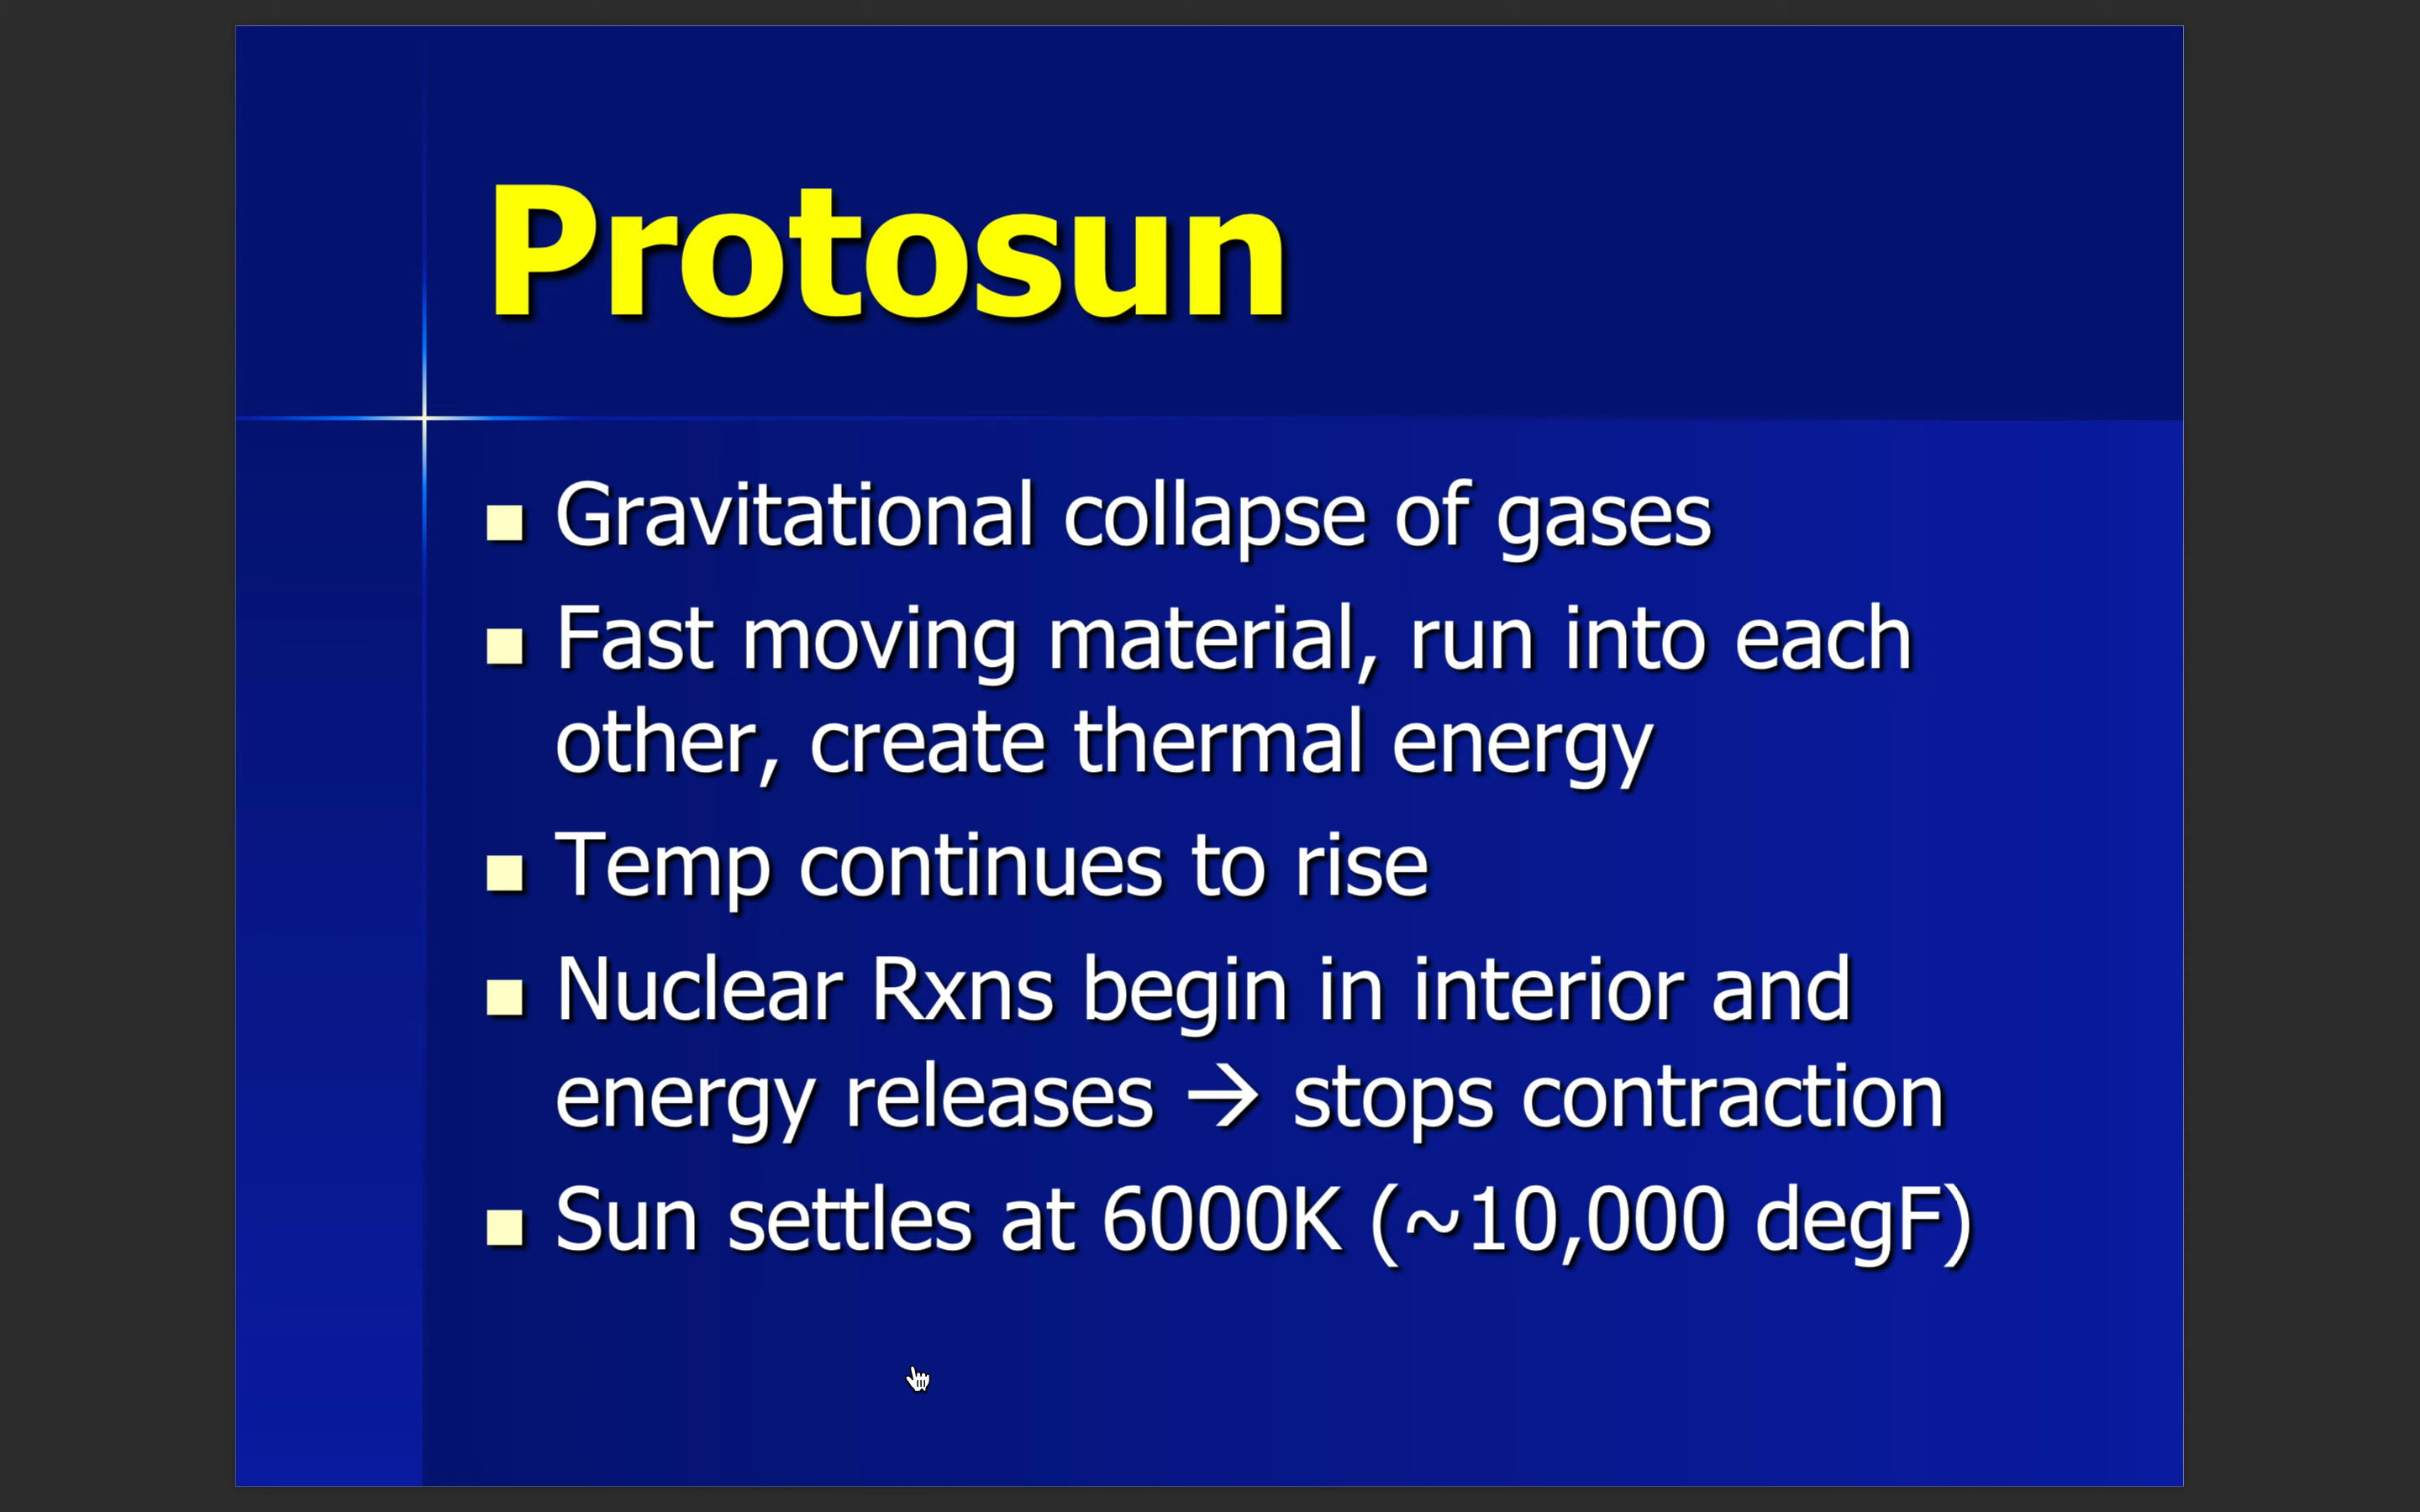 Protosun
Gravitational collapse of gases
Fast moving material, run into each
other, create thermal energy
Temp continues to rise
Nuclear Rxns begin in interior and
energy releases → stops contraction
Sun settles at 6000K (~10,000 degF)